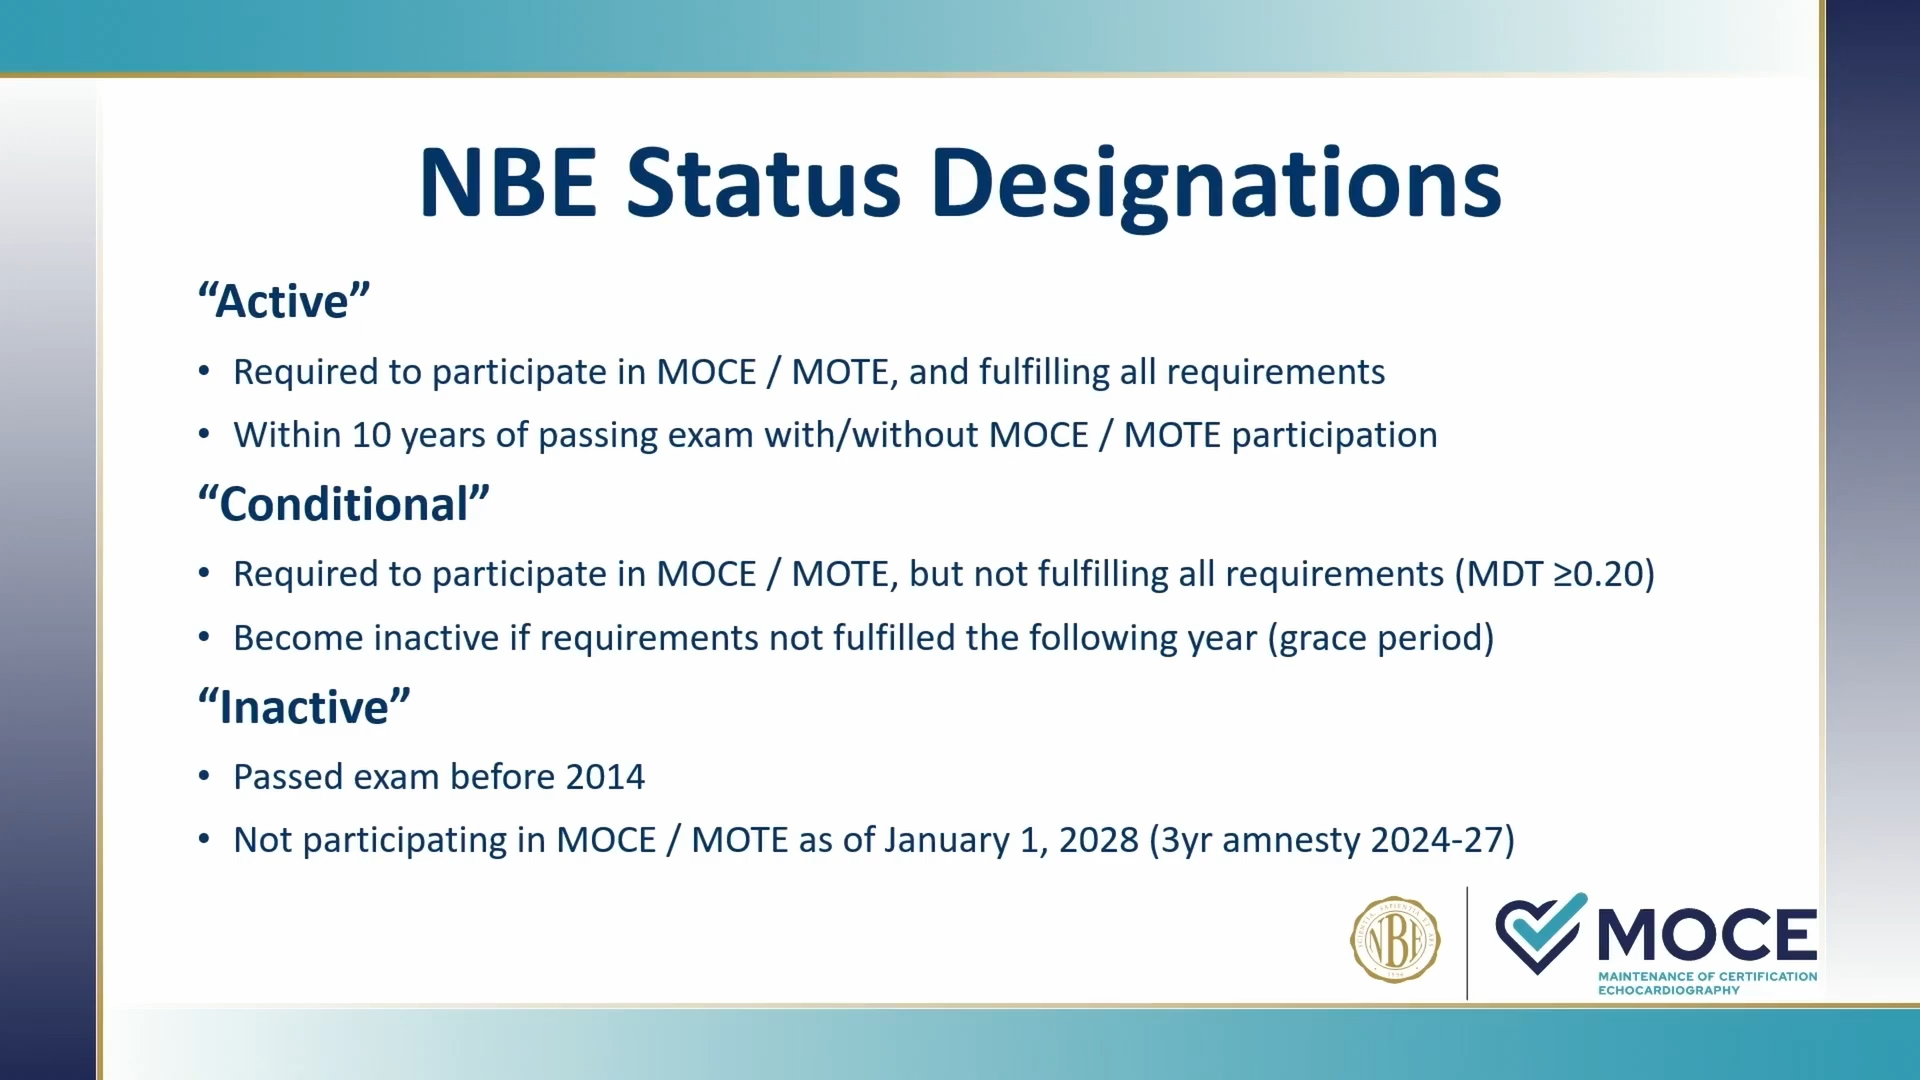 NBE Status Designations
“Active”
• Required to participate in MOCE / MOTE, and fulfilling all requirements
• Within 10 years of passing exam with/without MOCE / MOTE participation
“Conditional”
• Required to participate in MOCE / MOTE, but not fulfilling all requirements (MDT ≥0.20)
• Become inactive if requirements not fulfilled the following year (grace period)
“Inactive”
• Passed exam before 2014
• Not participating in MOCE / MOTE as of January 1, 2028 (3yr amnesty 2024-27)
NBE
MOCE
MAINTENANCE OF CERTIFICATION
ECHOCARDIOGRAPHY